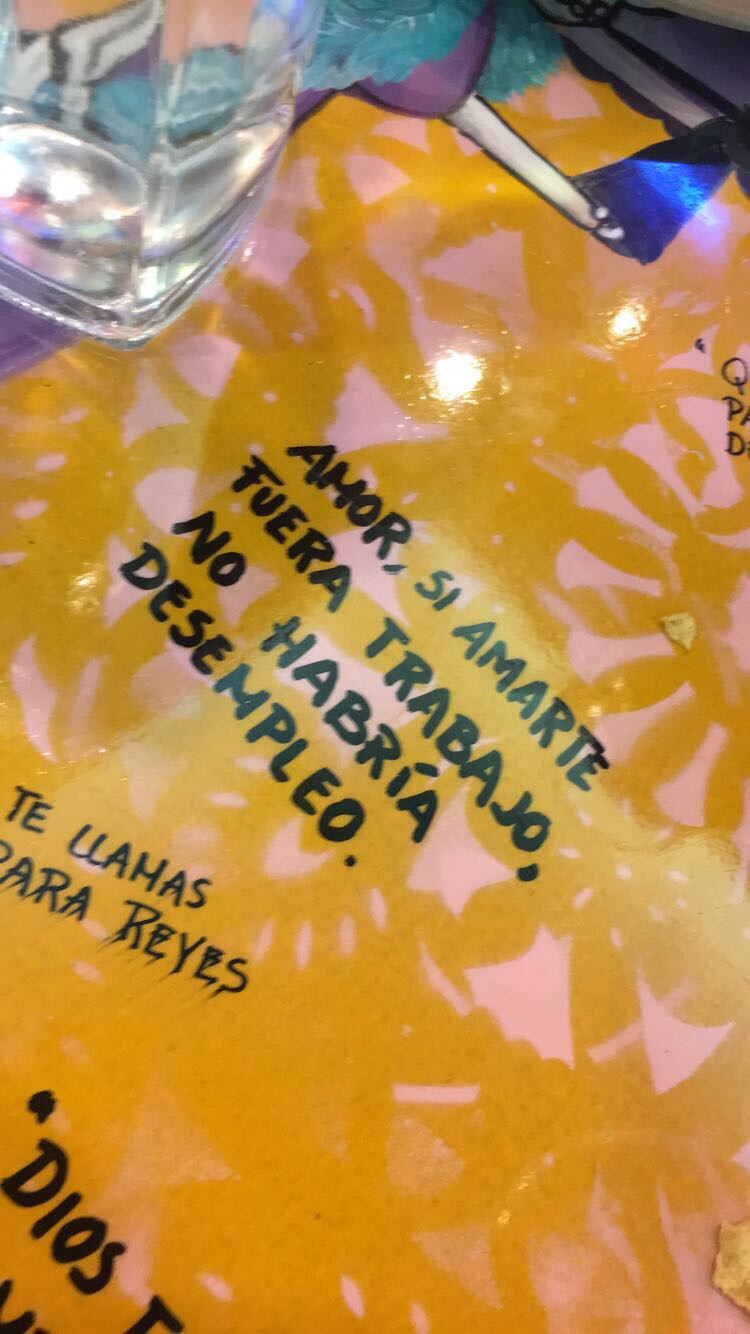 AMOR, SI AMARTE
FUERA TRABAJO,
NO HABRÍA
DESEMPLEO.
TE LLAMAS
PARA REYES
"DIOS